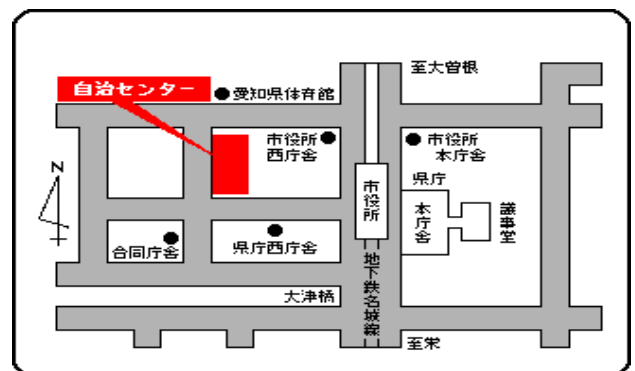 至大曽根
自治センター
●愛知県体育館
市役所●
西庁舎
●市役所
本庁舎
N
県庁
市役所
本庁舎
議事堂
合同庁舎
県庁西庁舎
地下鉄名城線
大津橋
至栄